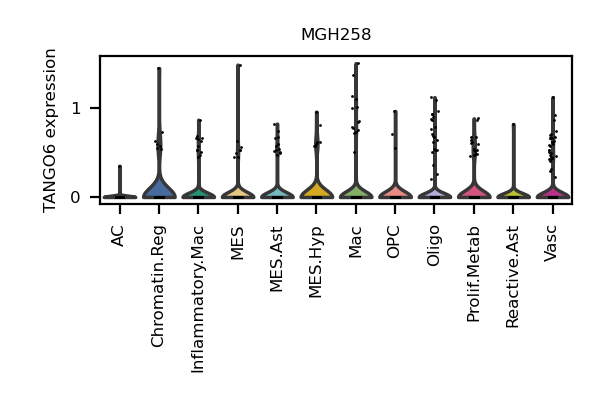 MGH258
TANGO6 expression
1
0
AC
Chromatin.Reg
Inflammatory.Mac
MES
MES.Ast
MES.Hyp
Mac
OPC
Oligo
Prolif.Metab
Reactive.Ast
Vasc